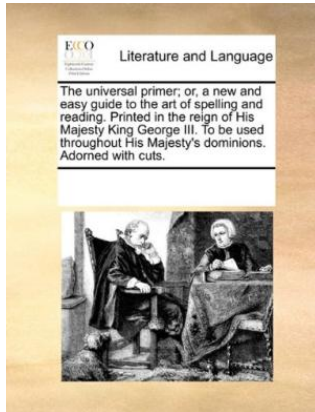 ECCO
Literature and Language
The universal primer; or, a new and
easy guide to the art of spelling and
reading. Printed in the reign of His
Majesty King George III. To be used
throughout His Majesty's dominions.
Adorned with cuts.